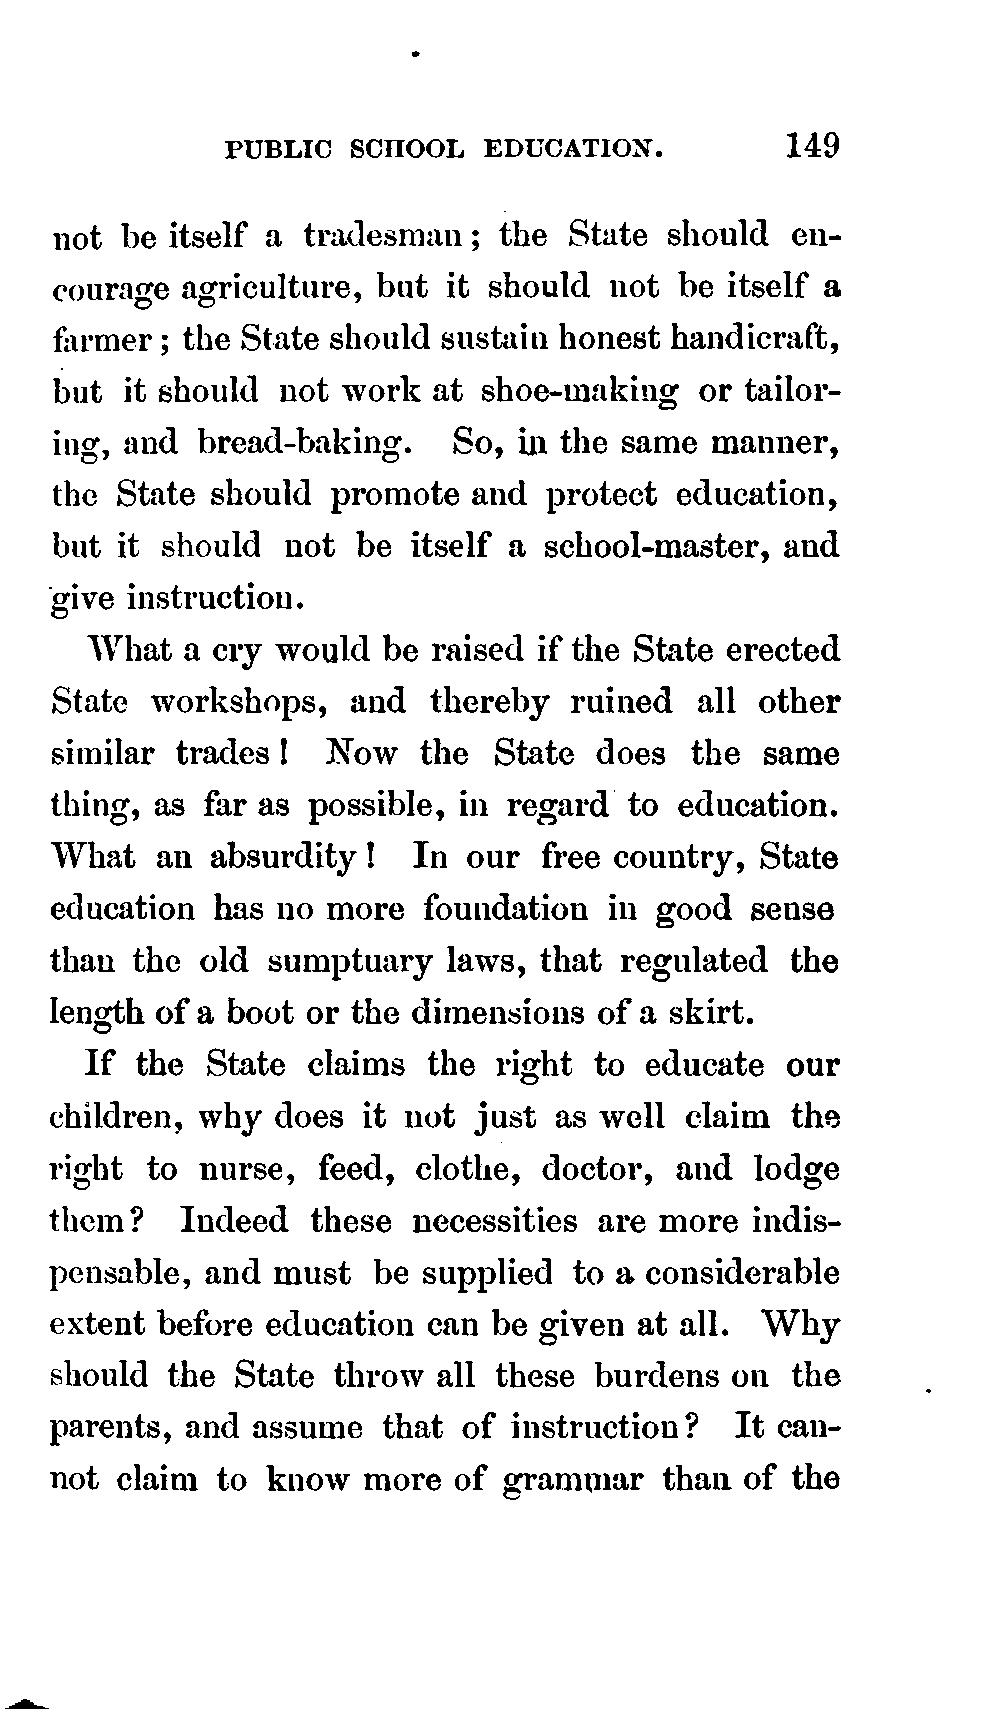 PUBLIC SCHOOL EDUCATION. 149
not be itself a tradesman; the State should en-
courage agriculture, but it should not be itself a
farmer; the State should sustain honest handicraft,
but it should not work at shoe-making or tailor-
ing, and bread-baking. So, in the same manner,
the State should promote and protect education,
but it should not be itself a school-master, and
give instruction.
What a cry would be raised if the State erected
State workshops, and thereby ruined all other
similar trades! Now the State does the same
thing, as far as possible, in regard to education.
What an absurdity! In our free country, State
education has no more foundation in good sense
than the old sumptuary laws, that regulated the
length of a boot or the dimensions of a skirt.
If the State claims the right to educate our
children, why does it not just as well claim the
right to nurse, feed, clothe, doctor, and lodge
them? Indeed these necessities are more indis-
pensable, and must be supplied to a considerable
extent before education can be given at all. Why
should the State throw all these burdens on the
parents, and assume that of instruction? It can-
not claim to know more of grammar than of the